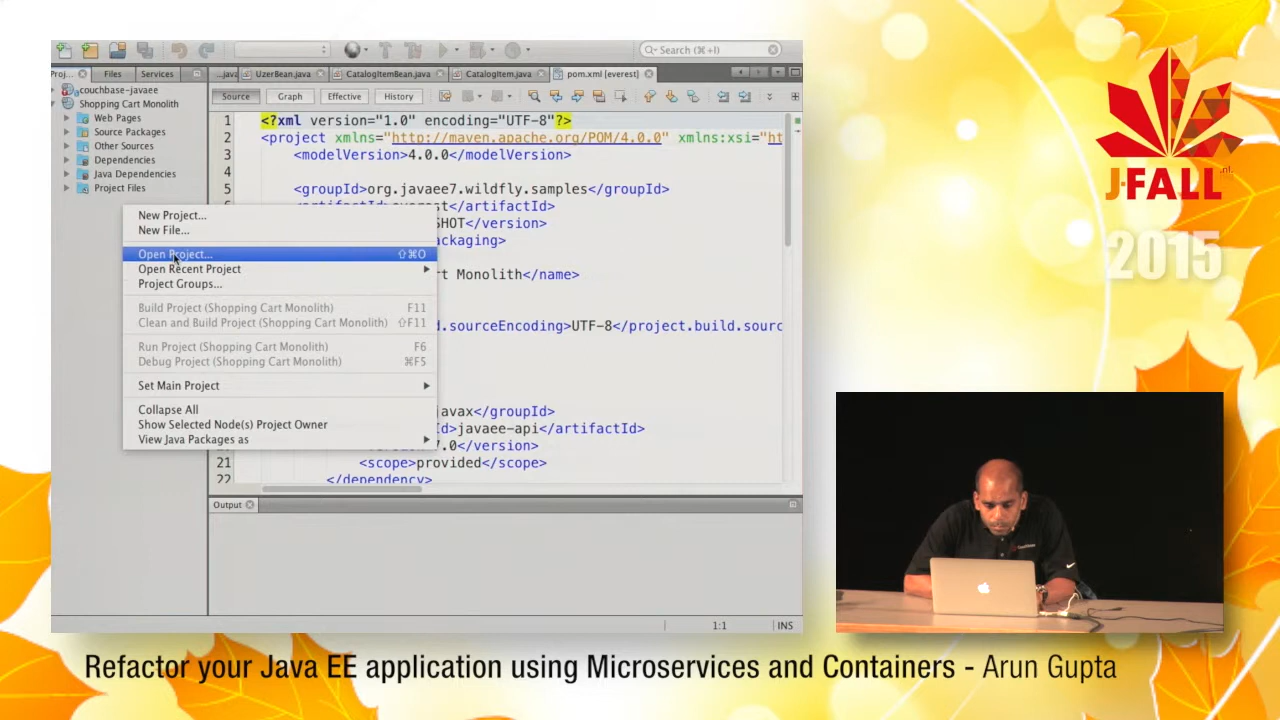 Search (⌘+I)
Proj...
Files
Services
...java
UzerBean.java
CatalogItemBean.java
CatalogItem.java
pom.xml [everest]
couchbase-javaee
Shopping Cart Monolith
Web Pages
Source Packages
Other Sources
Dependencies
Java Dependencies
Project Files
Source
Graph
Effective
History
1 <?xml version="1.0" encoding="UTF-8"?>
2 <project xmlns="http://maven.apache.org/POM/4.0.0" xmlns:xsi="ht
3 <modelVersion>4.0.0</modelVersion>
4
5 <groupId>org.javaee7.wildfly.samples</groupId>
</artifactId>
SHOT</version>
ckaging>
t Monolith</name>
.sourceEncoding>UTF-8</project.build.sourc
avax</groupId>
d>javaee-api</artifactId>
7.0</version>
21 <scope>provided</scope>
22 </dependency>
New Project...
New File...
Open Project... ⇧⌘O
Open Recent Project
Project Groups...
Build Project (Shopping Cart Monolith) F11
Clean and Build Project (Shopping Cart Monolith) ⇧F11
Run Project (Shopping Cart Monolith) F6
Debug Project (Shopping Cart Monolith) ⌘F5
Set Main Project
Collapse All
Show Selected Node(s) Project Owner
View Java Packages as
Output
1:1
INS
J-FALL.nl
2015
Refactor your Java EE application using Microservices and Containers - Arun Gupta